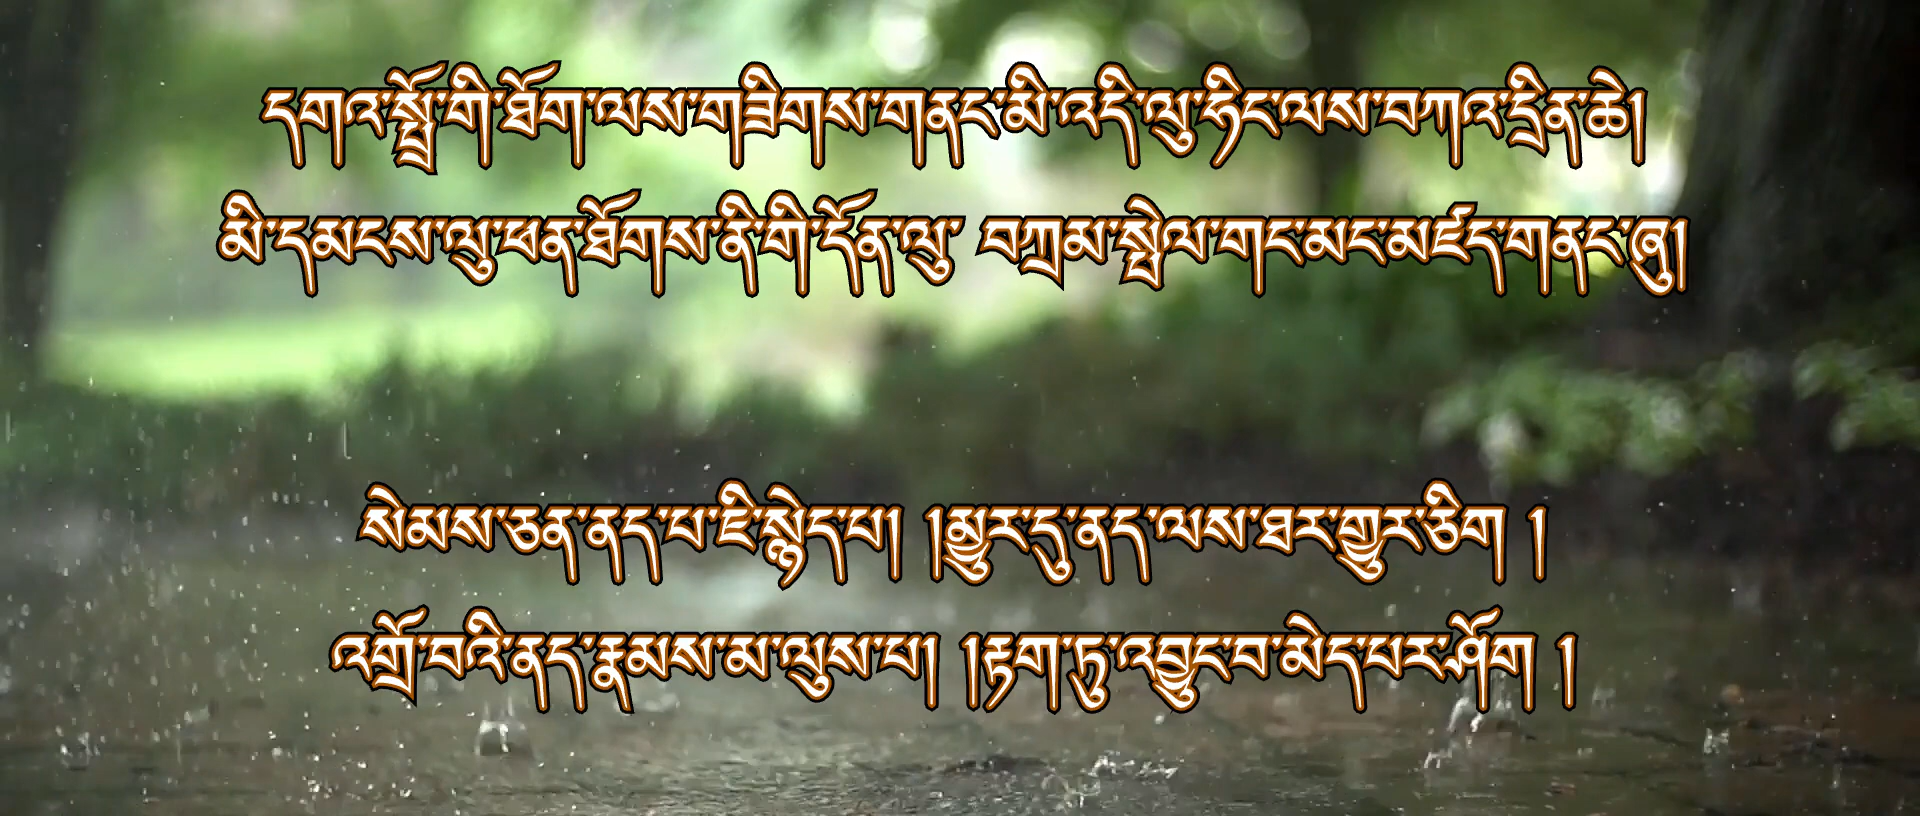 དགའ་སྤྲོ་གི་ཐོག་ལས་གཟིགས་གནང་མི་འདི་ལུ་ཧིང་ལས་བཀའ་དྲིན་ཆེ།
མི་དམངས་ལུ་ཕན་ཐོགས་ནི་གི་དོན་ལུ་ བཀྲམ་སྤེལ་གང་མང་མཛད་གནང་ཞུ།
སེམས་ཅན་ནད་པ་ཇི་སྙེད་པ། །མྱུར་དུ་ནད་ལས་ཐར་གྱུར་ཅིག །
འགྲོ་བའི་ནད་རྣམས་མ་ལུས་པ། །རྟག་ཏུ་འབྱུང་བ་མེད་པར་ཤོག །